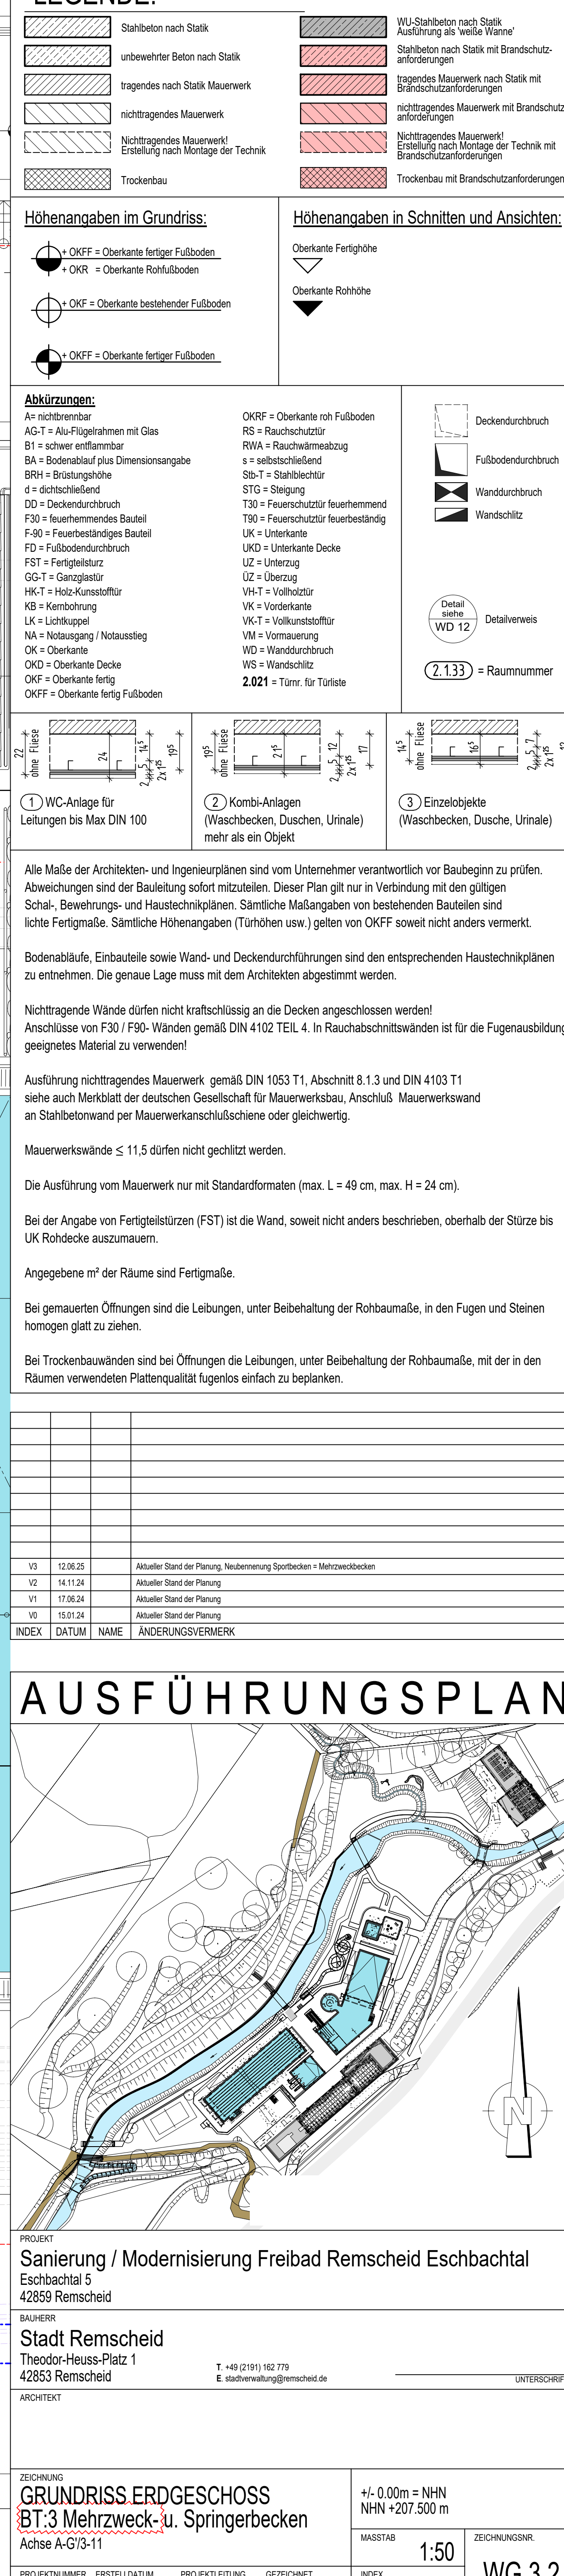 LEGENDE:
Stahlbeton nach Statik
unbewehrter Beton nach Statik
tragendes nach Statik Mauerwerk
nichttragendes Mauerwerk
Nichttragendes Mauerwerk!
Erstellung nach Montage der Technik
Trockenbau
WU-Stahlbeton nach Statik
Ausführung als 'weiße Wanne'
Stahlbeton nach Statik mit Brandschutz-
anforderungen
tragendes Mauerwerk nach Statik mit
Brandschutzanforderungen
nichttragendes Mauerwerk mit Brandschutz
anforderungen
Nichttragendes Mauerwerk!
Erstellung nach Montage der Technik mit
Brandschutzanforderungen
Trockenbau mit Brandschutzanforderungen
Höhenangaben im Grundriss:
+ OKFF = Oberkante fertiger Fußboden
+ OKR = Oberkante Rohfußboden
+ OKF = Oberkante bestehender Fußboden
+ OKFF = Oberkante fertiger Fußboden
Höhenangaben in Schnitten und Ansichten:
Oberkante Fertighöhe
Oberkante Rohhöhe
Abkürzungen:
A= nichtbrennbar
AG-T = Alu-Flügelrahmen mit Glas
B1 = schwer entflammbar
BA = Bodenablauf plus Dimensionsangabe
BRH = Brüstungshöhe
d = dichtschließend
DD = Deckendurchbruch
F30 = feuerhemmendes Bauteil
F-90 = Feuerbeständiges Bauteil
FD = Fußbodendurchbruch
FST = Fertigteilsturz
GG-T = Ganzglastür
HK-T = Holz-Kunsstofftür
KB = Kernbohrung
LK = Lichtkuppel
NA = Notausgang / Notausstieg
OK = Oberkante
OKD = Oberkante Decke
OKF = Oberkante fertig
OKFF = Oberkante fertig Fußboden
OKRF = Oberkante roh Fußboden
RS = Rauchschutztür
RWA = Rauchwärmeabzug
s = selbstschließend
Stb-T = Stahlblechtür
STG = Steigung
T30 = Feuerschutztür feuerhemmend
T90 = Feuerschutztür feuerbeständig
UK = Unterkante
UKD = Unterkante Decke
UZ = Unterzug
ÜZ = Überzug
VH-T = Vollholztür
VK = Vorderkante
VK-T = Vollkunststofftür
VM = Vormauerung
WD = Wanddurchbruch
WS = Wandschlitz
2.021 = Türnr. für Türliste
Deckendurchbruch
Fußbodendurchbruch
Wanddurchbruch
Wandschlitz
Detail
siehe
WD 12
Detailverweis
2.1.33 = Raumnummer
22
ohne Fliese
24
2 5 14⁵
2x1²⁵
19⁵
1 WC-Anlage für
Leitungen bis Max DIN 100
19⁵
ohne Fliese
21⁵
2 5 12
2x1²⁵
17
2 Kombi-Anlagen
(Waschbecken, Duschen, Urinale)
mehr als ein Objekt
14⁵
ohne Fliese
16⁵
2 5 7
2x1²⁵
3 Einzelobjekte
(Waschbecken, Dusche, Urinale)
Alle Maße der Architekten- und Ingenieurplänen sind vom Unternehmer verantwortlich vor Baubeginn zu prüfen.
Abweichungen sind der Bauleitung sofort mitzuteilen. Dieser Plan gilt nur in Verbindung mit den gültigen
Schal-, Bewehrungs- und Haustechnikplänen. Sämtliche Maßangaben von bestehenden Bauteilen sind
lichte Fertigmaße. Sämtliche Höhenangaben (Türhöhen usw.) gelten von OKFF soweit nicht anders vermerkt.
Bodenabläufe, Einbauteile sowie Wand- und Deckendurchführungen sind den entsprechenden Haustechnikplänen
zu entnehmen. Die genaue Lage muss mit dem Architekten abgestimmt werden.
Nichttragende Wände dürfen nicht kraftschlüssig an die Decken angeschlossen werden!
Anschlüsse von F30 / F90- Wänden gemäß DIN 4102 TEIL 4. In Rauchabschnittswänden ist für die Fugenausbildung
geeignetes Material zu verwenden!
Ausführung nichttragendes Mauerwerk gemäß DIN 1053 T1, Abschnitt 8.1.3 und DIN 4103 T1
siehe auch Merkblatt der deutschen Gesellschaft für Mauerwerksbau, Anschluß Mauerwerkswand
an Stahlbetonwand per Mauerwerkanschlußschiene oder gleichwertig.
Mauerwerkswände ≤ 11,5 dürfen nicht gechlitzt werden.
Die Ausführung vom Mauerwerk nur mit Standardformaten (max. L = 49 cm, max. H = 24 cm).
Bei der Angabe von Fertigteilstürzen (FST) ist die Wand, soweit nicht anders beschrieben, oberhalb der Stürze bis
UK Rohdecke auszumauern.
Angegebene m² der Räume sind Fertigmaße.
Bei gemauerten Öffnungen sind die Leibungen, unter Beibehaltung der Rohbaumaße, in den Fugen und Steinen
homogen glatt zu ziehen.
Bei Trockenbauwänden sind bei Öffnungen die Leibungen, unter Beibehaltung der Rohbaumaße, mit der in den
Räumen verwendeten Plattenqualität fugenlos einfach zu beplanken.
V3 12.06.25 Aktueller Stand der Planung, Neubennenung Sportbecken = Mehrzweckbecken
V2 14.11.24 Aktueller Stand der Planung
V1 17.06.24 Aktueller Stand der Planung
V0 15.01.24 Aktueller Stand der Planung
INDEX DATUM NAME ÄNDERUNGSVERMERK
AUSFÜHRUNGSPLAN
N
PROJEKT
Sanierung / Modernisierung Freibad Remscheid Eschbachtal
Eschbachtal 5
42859 Remscheid
BAUHERR
Stadt Remscheid
Theodor-Heuss-Platz 1
42853 Remscheid
T. +49 (2191) 162 779
E. stadtverwaltung@remscheid.de
UNTERSCHRIF
ARCHITEKT
ZEICHNUNG
GRUNDRISS ERDGESCHOSS
BT:3 Mehrzweck- u. Springerbecken
Achse A-G'/3-11
+/- 0.00m = NHN
NHN +207.500 m
MASSTAB
1:50
ZEICHNUNGSNR.
WG 3.2
PROJEKTNUMMER ERSTELLDATUM PROJEKTLEITUNG GEZEICHNET INDEX